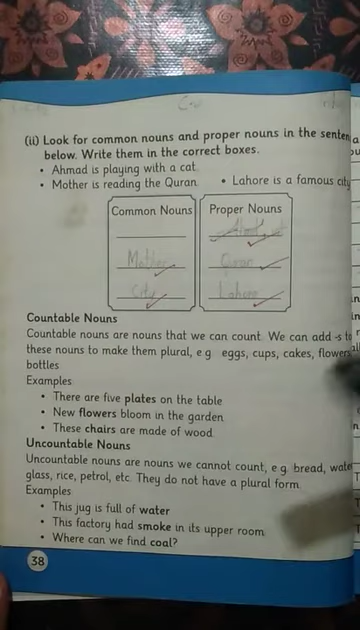 C.W
(ii) Look for common nouns and proper nouns in the senten
below. Write them in the correct boxes.
• Ahmad is playing with a cat.
• Mother is reading the Quran. • Lahore is a famous city
Common Nouns Proper Nouns
Mother Quran
City Lahore
Countable Nouns
Countable nouns are nouns that we can count. We can add -s to
these nouns to make them plural, e.g. eggs, cups, cakes, flowers
bottles
Examples
• There are five plates on the table
• New flowers bloom in the garden
• These chairs are made of wood.
Uncountable Nouns
Uncountable nouns are nouns we cannot count, e.g. bread, wate
glass, rice, petrol, etc. They do not have a plural form.
Examples
• This jug is full of water
• This factory had smoke in its upper room
• Where can we find coal?
38